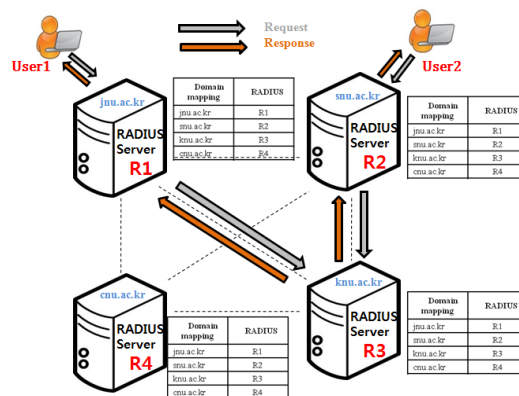 Request
Response
User1
User2
jnu.ac.kr
RADIUS
Server
R1
Domain mapping RADIUS
jnu.ac.kr R1
snu.ac.kr R2
knu.ac.kr R3
cnu.ac.kr R4
snu.ac.kr
RADIUS
Server
R2
Domain mapping RADIUS
jnu.ac.kr R1
snu.ac.kr R2
knu.ac.kr R3
cnu.ac.kr R4
cnu.ac.kr
RADIUS
Server
R4
Domain mapping RADIUS
jnu.ac.kr R1
snu.ac.kr R2
knu.ac.kr R3
cnu.ac.kr R4
knu.ac.kr
RADIUS
Server
R3
Domain mapping RADIUS
jnu.ac.kr R1
snu.ac.kr R2
knu.ac.kr R3
cnu.ac.kr R4